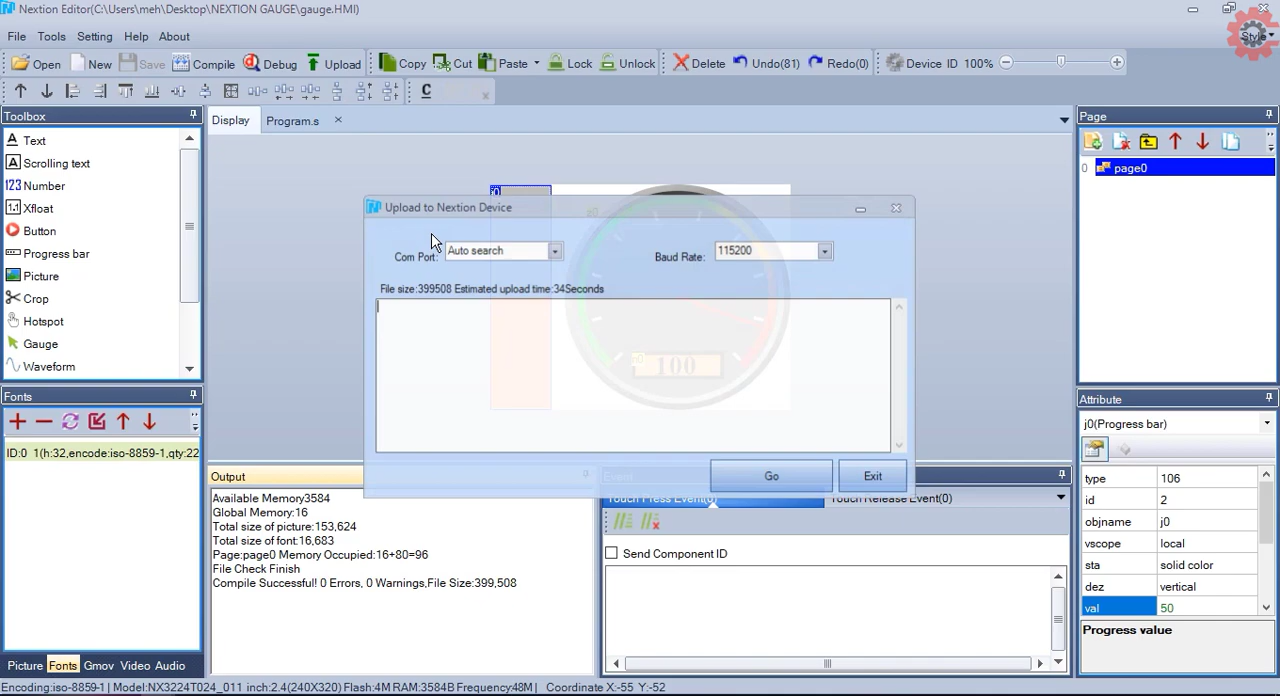 Nextion Editor(C:\Users\meh\Desktop\NEXTION GAUGE\gauge.HMI)
Style
File Tools Setting Help About
Open New Save Compile Debug Upload Copy Cut Paste Lock Unlock Delete Undo(81) Redo(0) Device ID 100%
C
Toolbox
A Text
A Scrolling text
123 Number
1.1 Xfloat
Button
Progress bar
Picture
Crop
Hotspot
Gauge
Waveform
Fonts
ID:0 1(h:32,encode:iso-8859-1,qty:22
Picture Fonts Gmov Video Audio
Display Program.s
j0
z0
100
Upload to Nextion Device
Com Port: Auto search Baud Rate: 115200
File size:399508 Estimated upload time:34Seconds
Go Exit
Output
Available Memory3584
Global Memory:16
Total size of picture:153,624
Total size of font:16,683
Page:page0 Memory Occupied:16+80=96
File Check Finish
Compile Successful! 0 Errors, 0 Warnings,File Size:399,508
Event
Touch Press Event(0) Touch Release Event(0)
Send Component ID
Page
0 page0
Attribute
j0(Progress bar)
type 106
id 2
objname j0
vscope local
sta solid color
dez vertical
val 50
Progress value
Encoding:iso-8859-1 | Model:NX3224T024_011 inch:2.4(240X320) Flash:4M RAM:3584B Frequency:48M | Coordinate X:-55 Y:-52